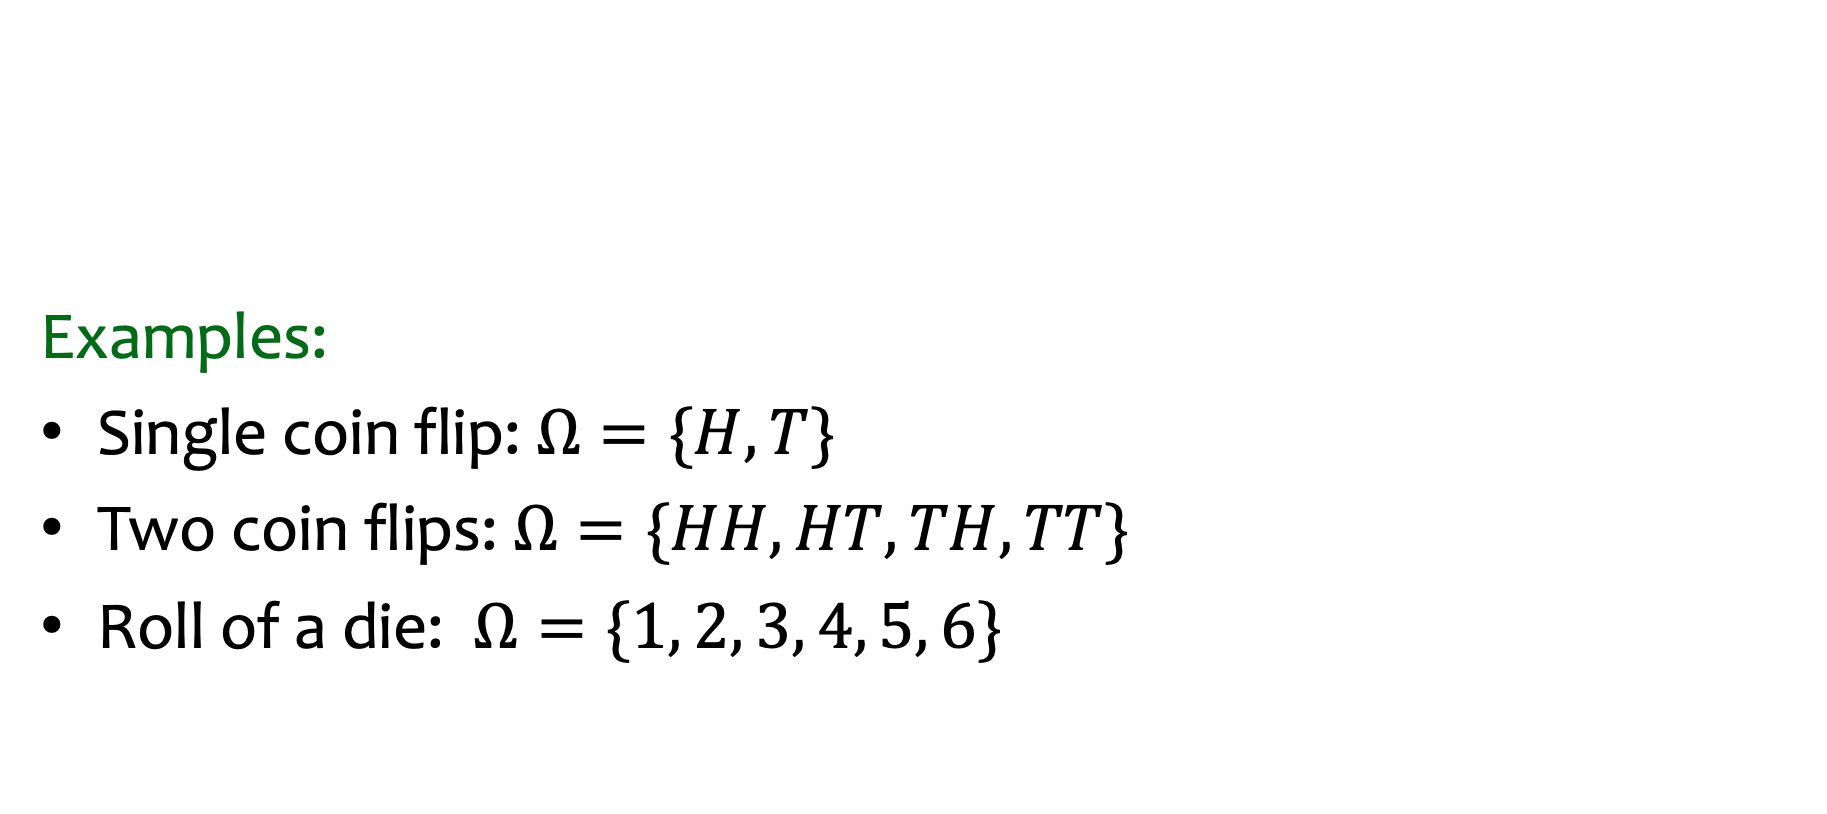 Examples:
• Single coin flip: Ω = {H, T}
• Two coin flips: Ω = {HH, HT, TH, TT}
• Roll of a die: Ω = {1, 2, 3, 4, 5, 6}